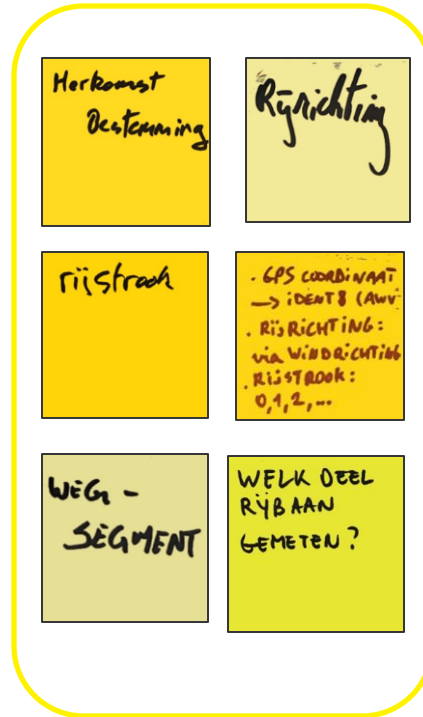 Herkomst
Bestemming
Rijrichting
rijstrook
. GPS COORDINAAT
→ iDENT8 (AWV
. RIJRICHTING:
via WINDRICHTING
. RIJSTROOK:
0,1,2,...
WEG-
SEGMENT
WELK DEEL
RIJBAAN
GEMETEN?